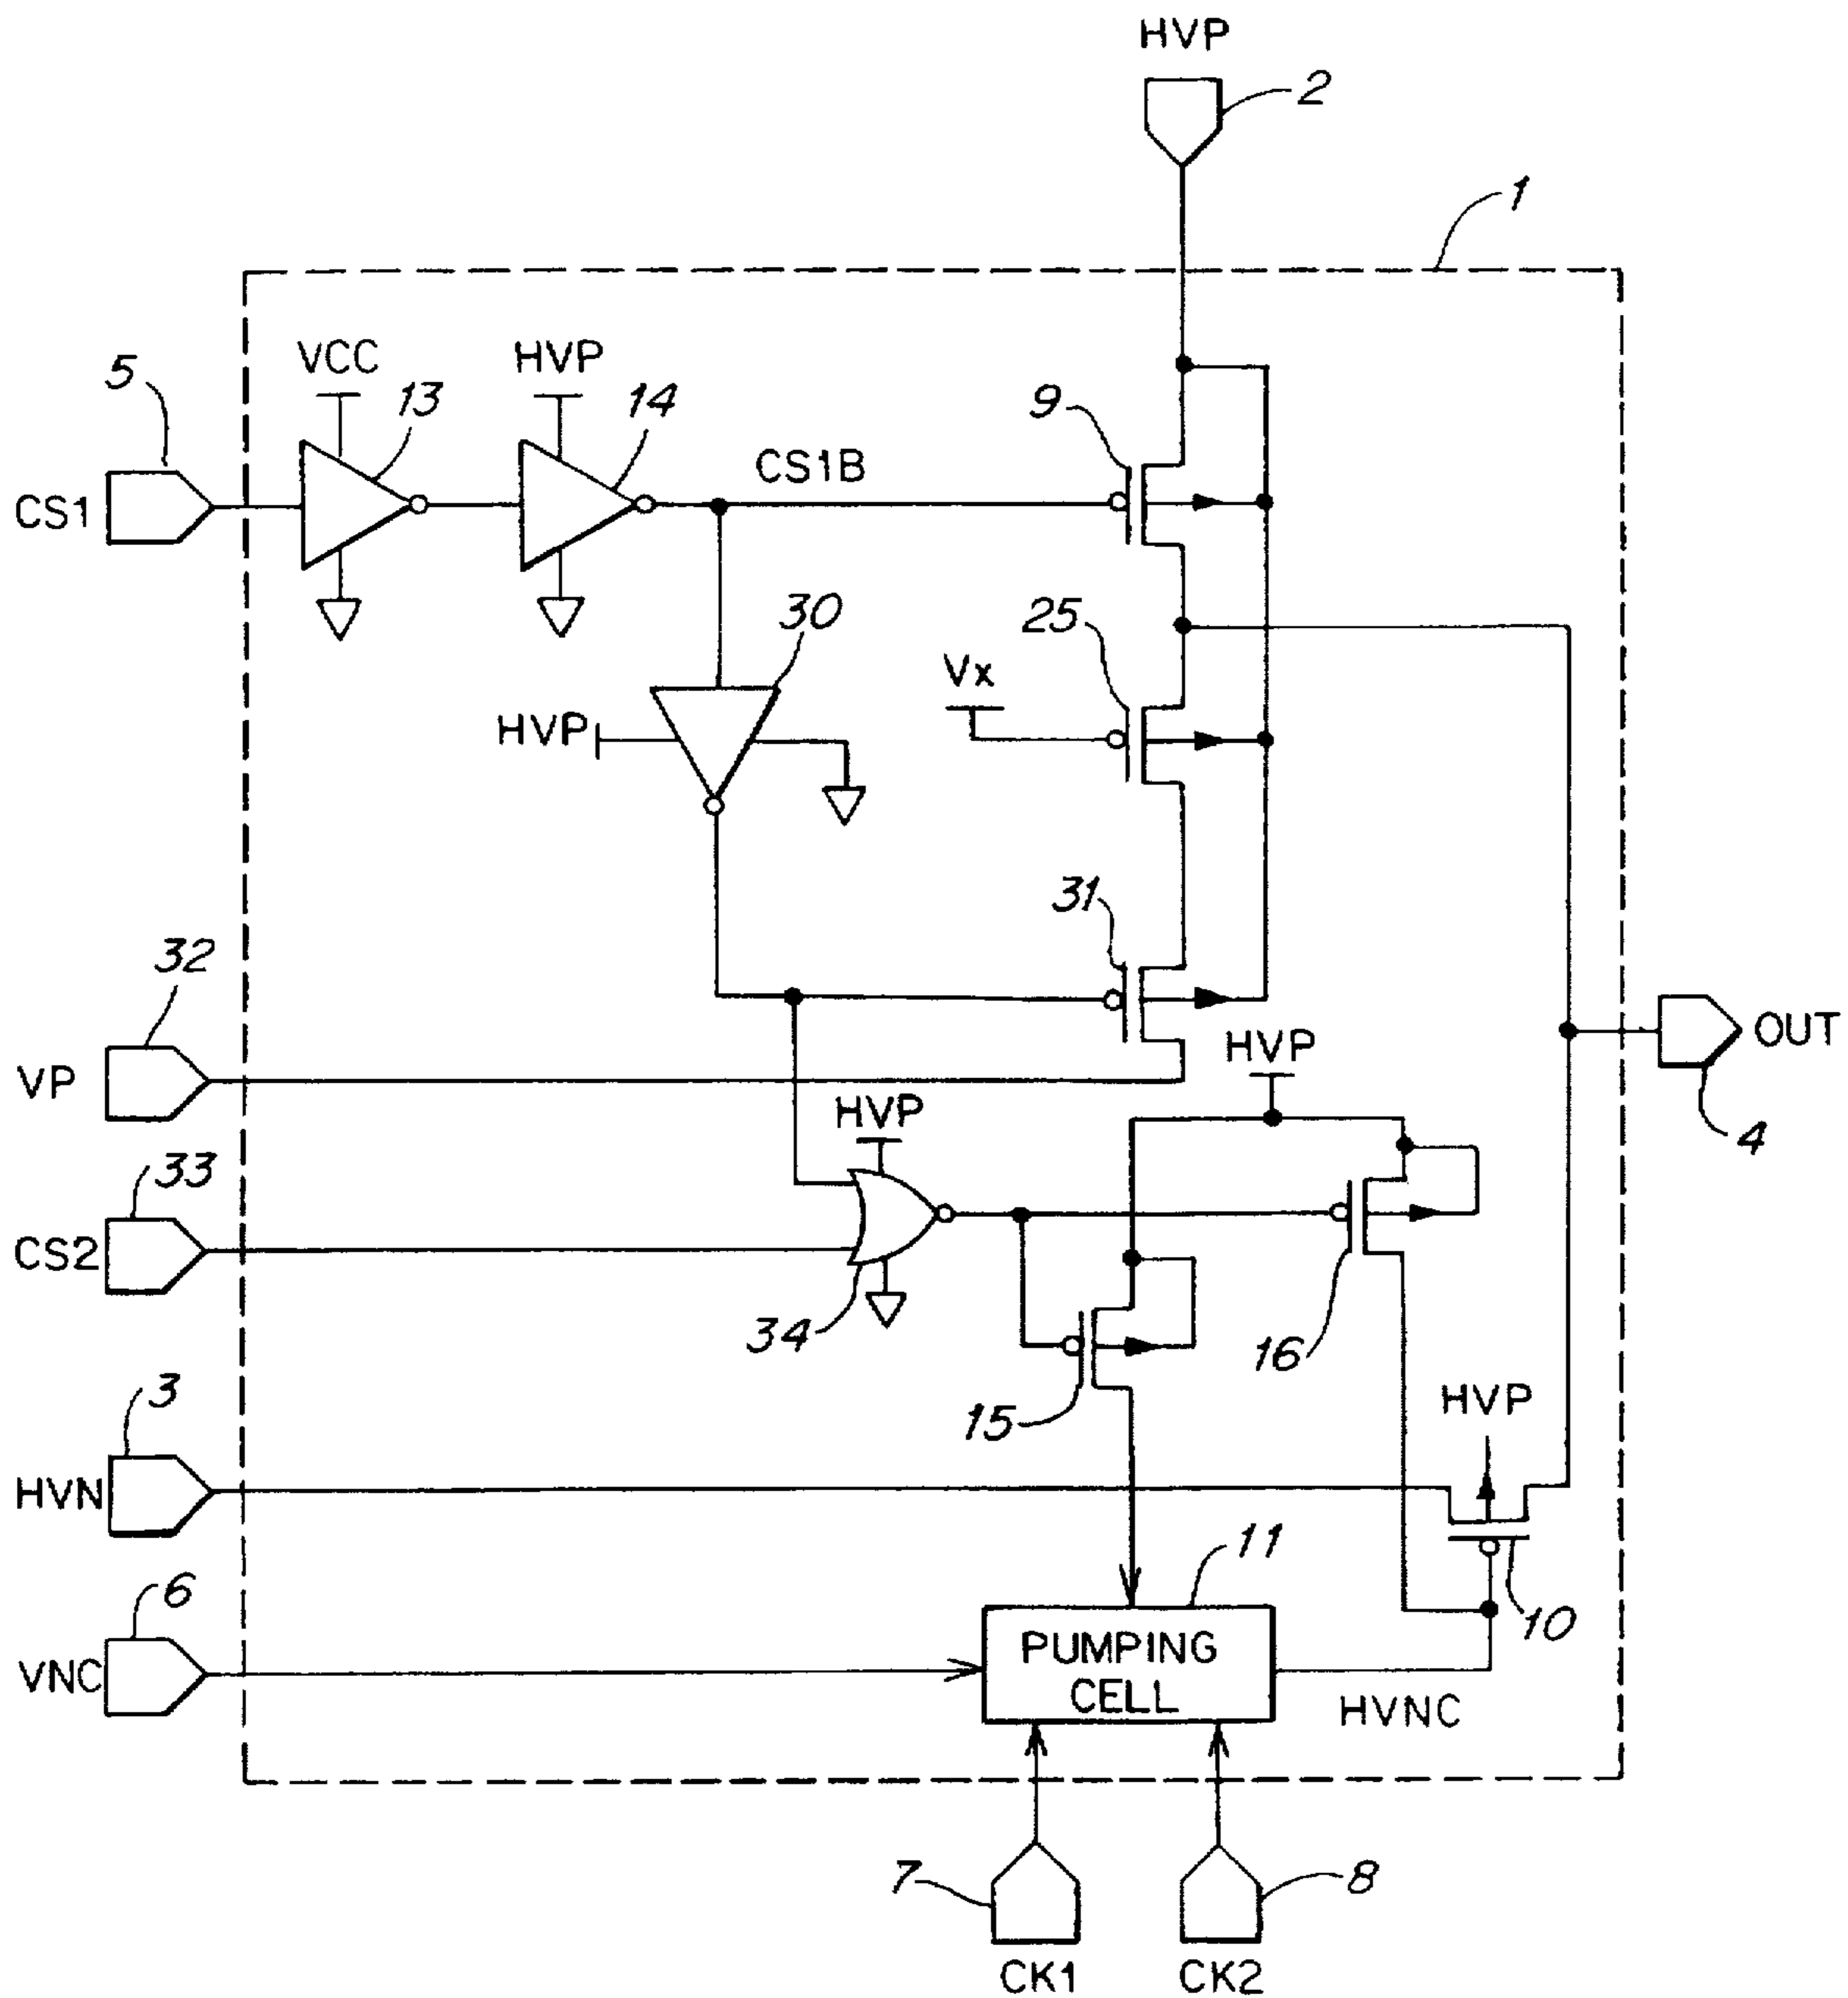 HVP
2
1
VCC
HVP
5
13
14
9
CS1B
CS1
30
25
Vx
HVP
31
32
HVP
OUT
VP
HVP
33
4
CS2
34
16
3
15
HVP
HVN
11
6
10
PUMPING
CELL
VNC
HVNC
7
8
CK1
CK2